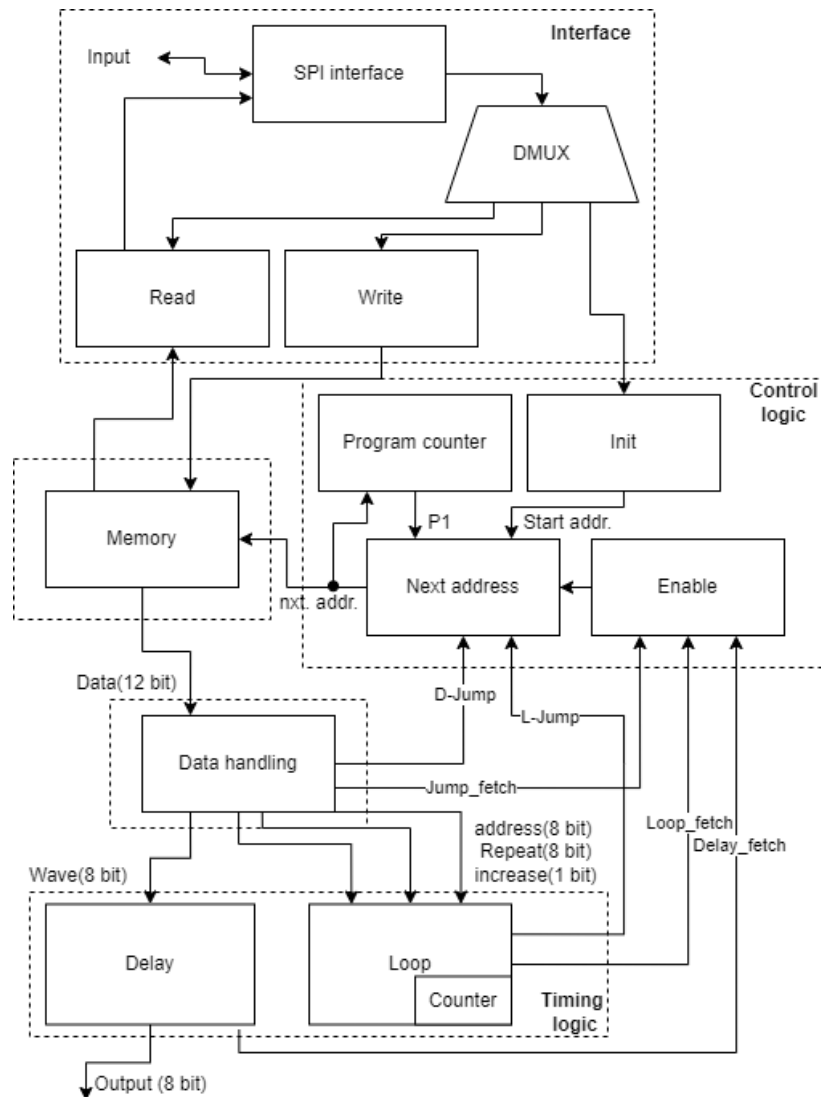 Interface
Input
SPI interface
DMUX
Read
Write
Control
logic
Program counter
Init
P1
Start addr.
Memory
Next address
Enable
nxt. addr.
Data(12 bit)
D-Jump
L-Jump
Data handling
Jump_fetch
address(8 bit)
Repeat(8 bit)
increase(1 bit)
Loop_fetch
Delay_fetch
Wave(8 bit)
Delay
Loop
Counter
Timing
logic
Output (8 bit)